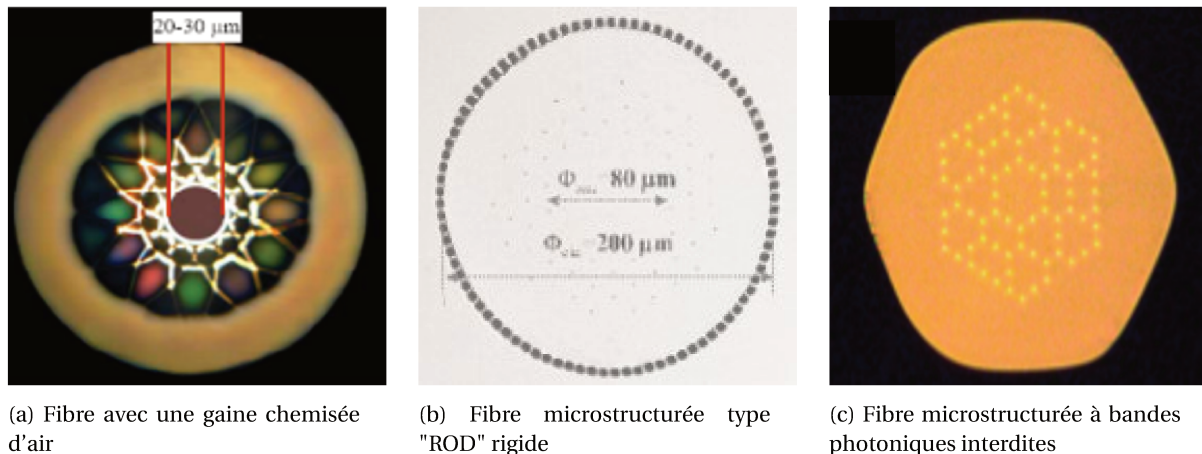 20-30 μm
Φ 80 μm
Φ 200 μm
(a) Fibre avec une gaine chemisée
d'air
(b) Fibre microstructurée type
"ROD" rigide
(c) Fibre microstructurée à bandes
photoniques interdites